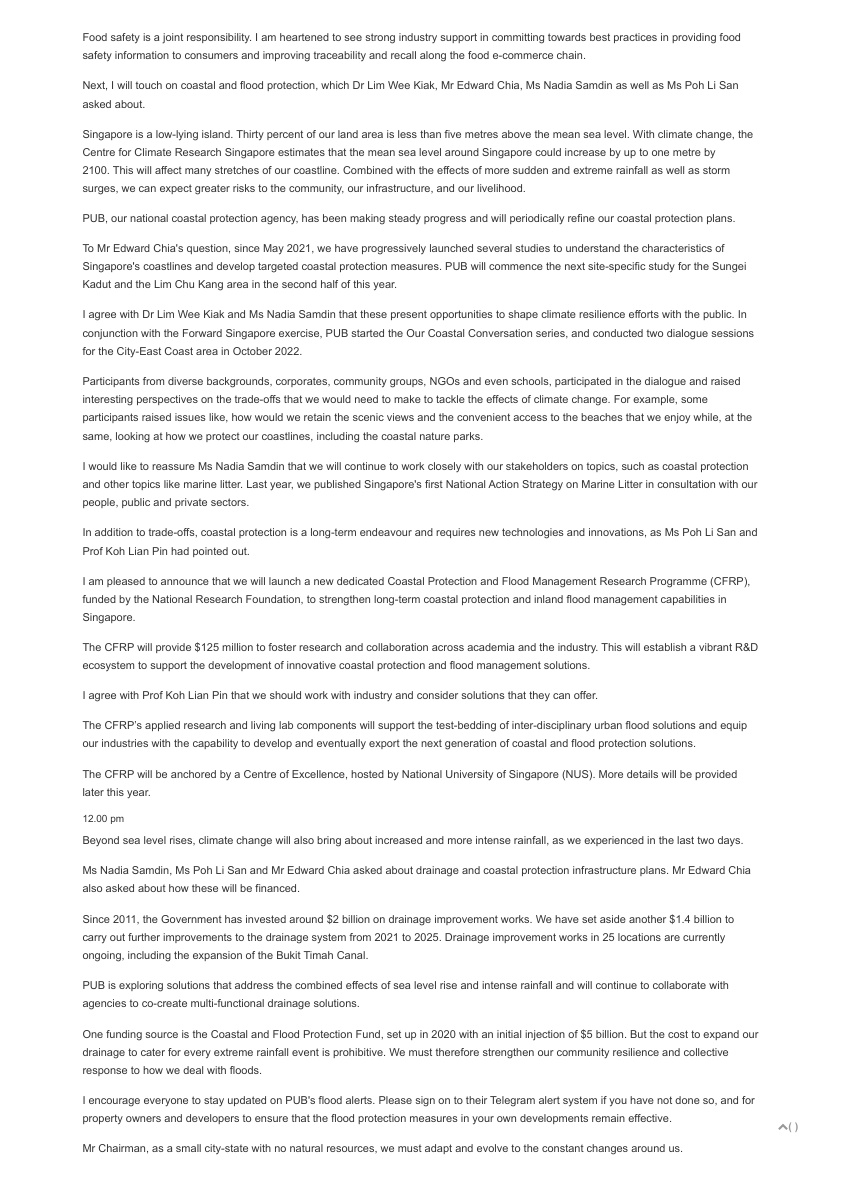 Food safety is a joint responsibility. I am heartened to see strong industry support in committing towards best practices in providing food
safety information to consumers and improving traceability and recall along the food e-commerce chain.
Next, I will touch on coastal and flood protection, which Dr Lim Wee Kiak, Mr Edward Chia, Ms Nadia Samdin as well as Ms Poh Li San
asked about.
Singapore is a low-lying island. Thirty percent of our land area is less than five metres above the mean sea level. With climate change, the
Centre for Climate Research Singapore estimates that the mean sea level around Singapore could increase by up to one metre by
2100. This will affect many stretches of our coastline. Combined with the effects of more sudden and extreme rainfall as well as storm
surges, we can expect greater risks to the community, our infrastructure, and our livelihood.
PUB, our national coastal protection agency, has been making steady progress and will periodically refine our coastal protection plans.
To Mr Edward Chia's question, since May 2021, we have progressively launched several studies to understand the characteristics of
Singapore's coastlines and develop targeted coastal protection measures. PUB will commence the next site-specific study for the Sungei
Kadut and the Lim Chu Kang area in the second half of this year.
I agree with Dr Lim Wee Kiak and Ms Nadia Samdin that these present opportunities to shape climate resilience efforts with the public. In
conjunction with the Forward Singapore exercise, PUB started the Our Coastal Conversation series, and conducted two dialogue sessions
for the City-East Coast area in October 2022.
Participants from diverse backgrounds, corporates, community groups, NGOs and even schools, participated in the dialogue and raised
interesting perspectives on the trade-offs that we would need to make to tackle the effects of climate change. For example, some
participants raised issues like, how would we retain the scenic views and the convenient access to the beaches that we enjoy while, at the
same, looking at how we protect our coastlines, including the coastal nature parks.
I would like to reassure Ms Nadia Samdin that we will continue to work closely with our stakeholders on topics, such as coastal protection
and other topics like marine litter. Last year, we published Singapore's first National Action Strategy on Marine Litter in consultation with our
people, public and private sectors.
In addition to trade-offs, coastal protection is a long-term endeavour and requires new technologies and innovations, as Ms Poh Li San and
Prof Koh Lian Pin had pointed out.
I am pleased to announce that we will launch a new dedicated Coastal Protection and Flood Management Research Programme (CFRP),
funded by the National Research Foundation, to strengthen long-term coastal protection and inland flood management capabilities in
Singapore.
The CFRP will provide $125 million to foster research and collaboration across academia and the industry. This will establish a vibrant R&D
ecosystem to support the development of innovative coastal protection and flood management solutions.
I agree with Prof Koh Lian Pin that we should work with industry and consider solutions that they can offer.
The CFRP's applied research and living lab components will support the test-bedding of inter-disciplinary urban flood solutions and equip
our industries with the capability to develop and eventually export the next generation of coastal and flood protection solutions.
The CFRP will be anchored by a Centre of Excellence, hosted by National University of Singapore (NUS). More details will be provided
later this year.
12.00 pm
Beyond sea level rises, climate change will also bring about increased and more intense rainfall, as we experienced in the last two days.
Ms Nadia Samdin, Ms Poh Li San and Mr Edward Chia asked about drainage and coastal protection infrastructure plans. Mr Edward Chia
also asked about how these will be financed.
Since 2011, the Government has invested around $2 billion on drainage improvement works. We have set aside another $1.4 billion to
carry out further improvements to the drainage system from 2021 to 2025. Drainage improvement works in 25 locations are currently
ongoing, including the expansion of the Bukit Timah Canal.
PUB is exploring solutions that address the combined effects of sea level rise and intense rainfall and will continue to collaborate with
agencies to co-create multi-functional drainage solutions.
One funding source is the Coastal and Flood Protection Fund, set up in 2020 with an initial injection of $5 billion. But the cost to expand our
drainage to cater for every extreme rainfall event is prohibitive. We must therefore strengthen our community resilience and collective
response to how we deal with floods.
I encourage everyone to stay updated on PUB's flood alerts. Please sign on to their Telegram alert system if you have not done so, and for
property owners and developers to ensure that the flood protection measures in your own developments remain effective.
( )
Mr Chairman, as a small city-state with no natural resources, we must adapt and evolve to the constant changes around us.